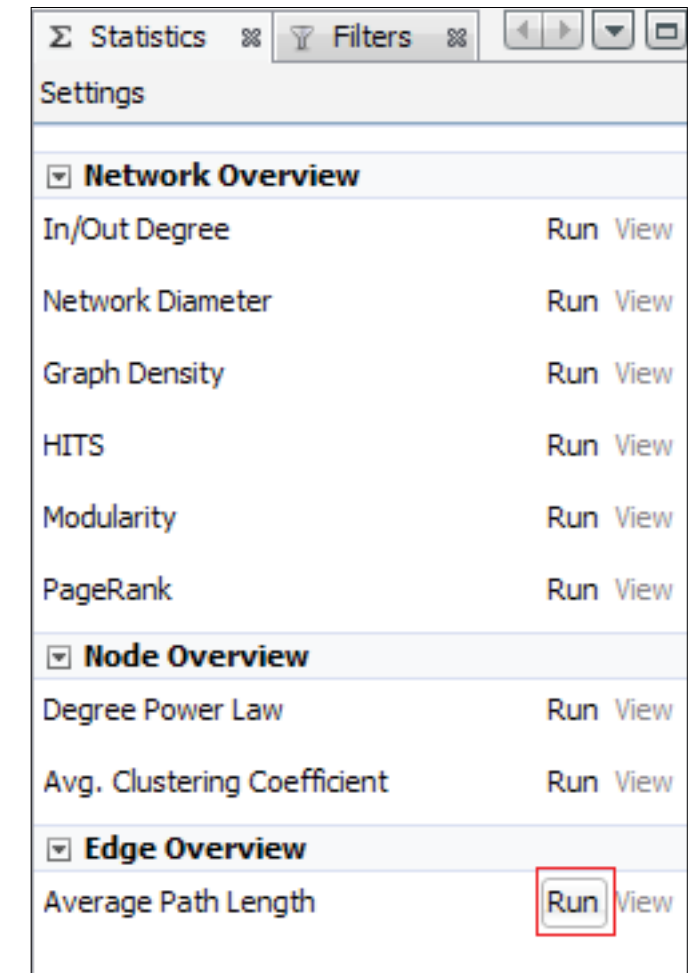 Σ Statistics Filters
Settings
Network Overview
In/Out Degree Run View
Network Diameter Run View
Graph Density Run View
HITS Run View
Modularity Run View
PageRank Run View
Node Overview
Degree Power Law Run View
Avg. Clustering Coefficient Run View
Edge Overview
Average Path Length Run View